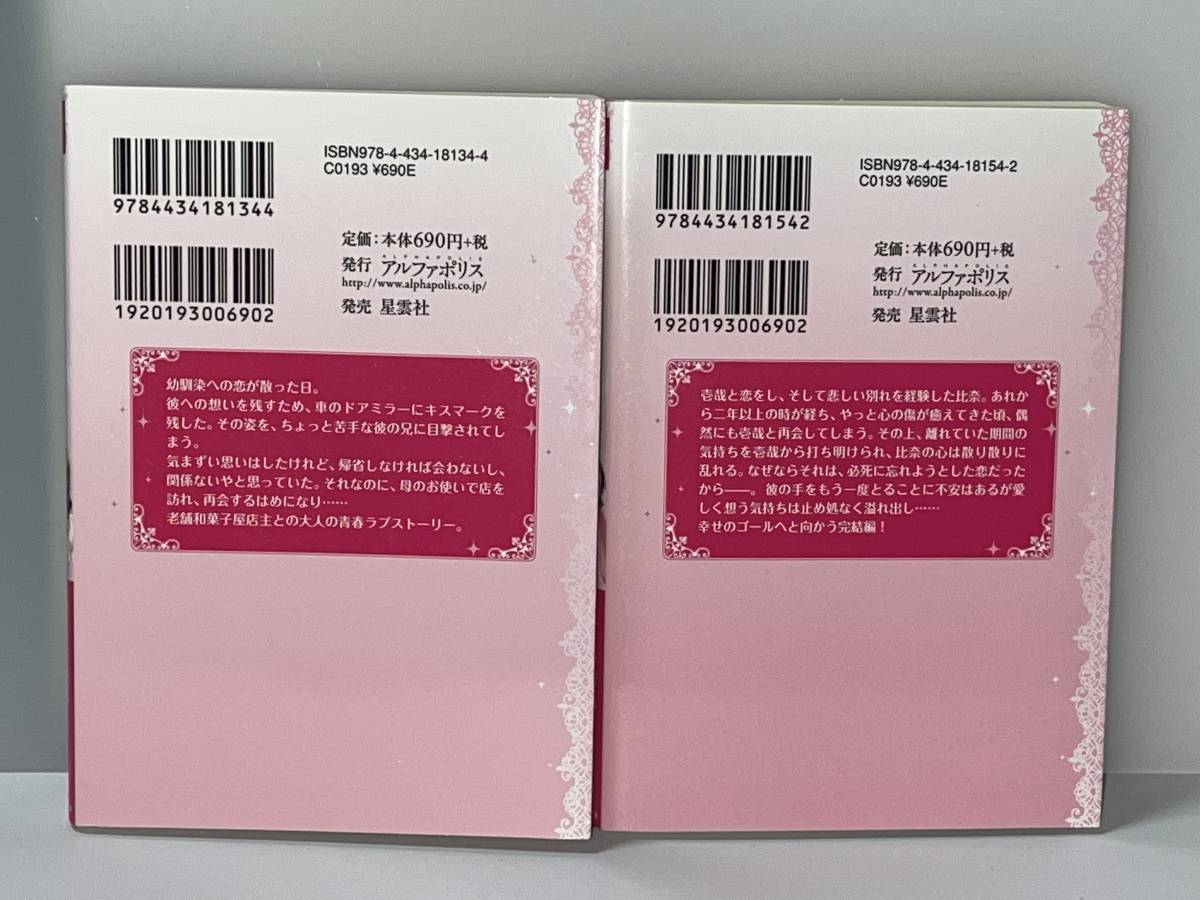 ISBN978-4-434-18134-4
C0193 ¥690E
9784434181344
定価:本体690円+税
発行 アルファポリス
ALPHAPOLIS
http://www.alphapolis.co.jp/
発売 星雲社
1920193006902
幼馴染への恋が散った日。
彼への想いを残すため、車のドアミラーにキスマークを
残した。その姿を、ちょっと苦手な彼の兄に目撃されてし
まう。
気まずい思いはしたけれど、帰省しなければ会わないし、
関係ないやと思っていた。それなのに、母のお使いで店を
訪れ、再会するはめになり……
老舗和菓子屋店主との大人の青春ラブストーリー。
ISBN978-4-434-18154-2
C0193 ¥690E
9784434181542
定価:本体690円+税
発行 アルファポリス
ALPHAPOLIS
http://www.alphapolis.co.jp/
発売 星雲社
1920193006902
壱哉と恋をし、そして悲しい別れを経験した比奈。あれか
ら二年以上の時が経ち、やっと心の傷が癒えてきた頃、偶
然にも壱哉と再会してしまう。その上、離れていた期間の
気持ちを壱哉から打ち明けられ、比奈の心は散り散りに
乱れる。なぜならそれは、必死に忘れようとした恋だった
から――。彼の手をもう一度とることに不安はあるが愛
しく想う気持ちは止め処なく溢れ出し……
幸せのゴールへと向かう完結編！